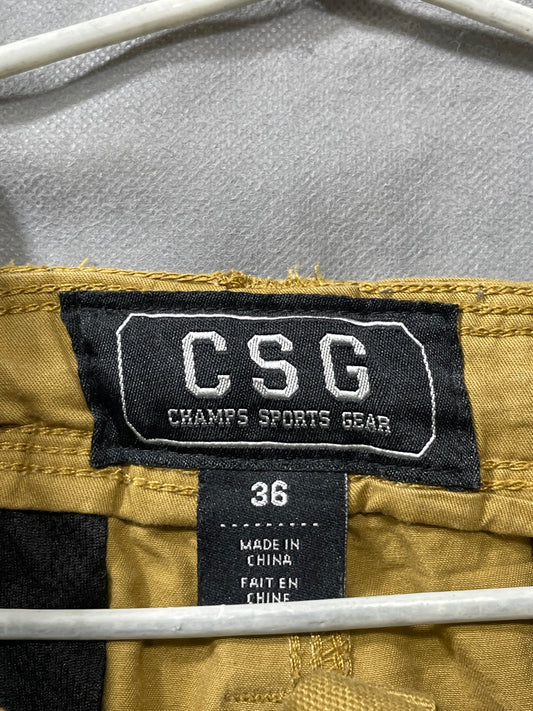 CSG
CHAMPS SPORTS GEAR
36
MADE IN
CHINA
FAIT EN
CHINE